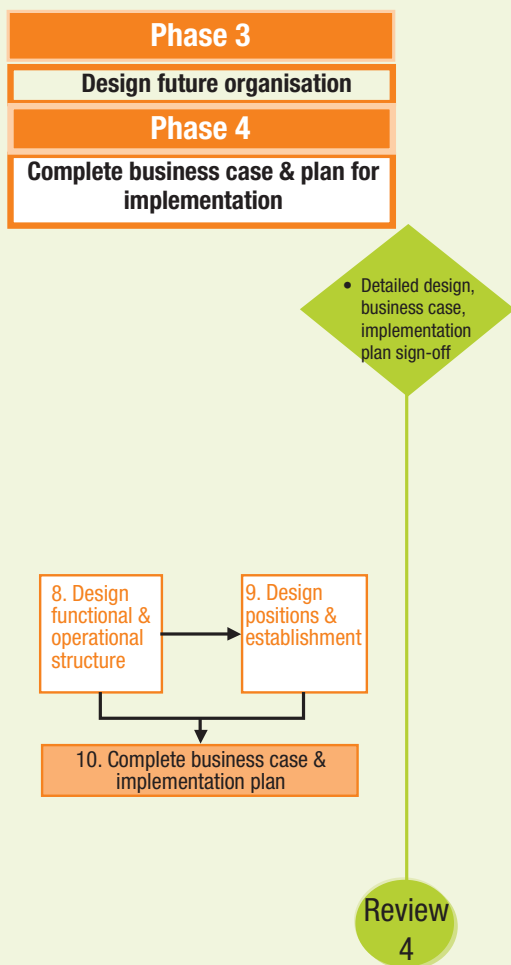 Phase 3
Design future organisation
Phase 4
Complete business case & plan for
implementation
• Detailed design,
business case,
implementation
plan sign-off
8. Design
functional &
operational
structure
9. Design
positions &
establishment
10. Complete business case &
implementation plan
Review
4